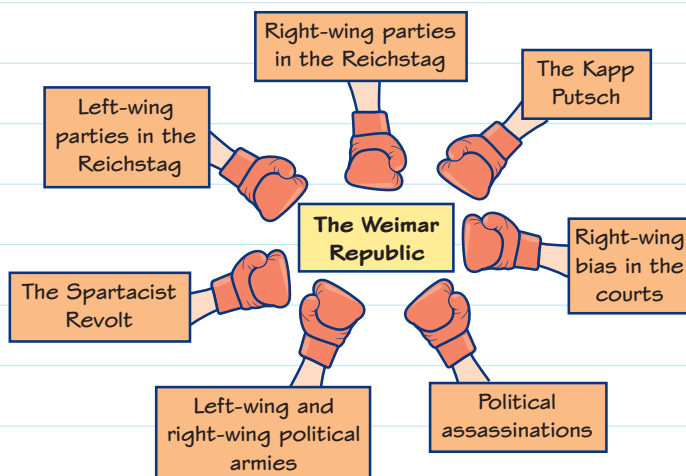 Right-wing parties
in the Reichstag
The Kapp
Putsch
Left-wing
parties in the
Reichstag
The Weimar
Republic
Right-wing
bias in the
courts
The Spartacist
Revolt
Left-wing and
right-wing political
armies
Political
assassinations